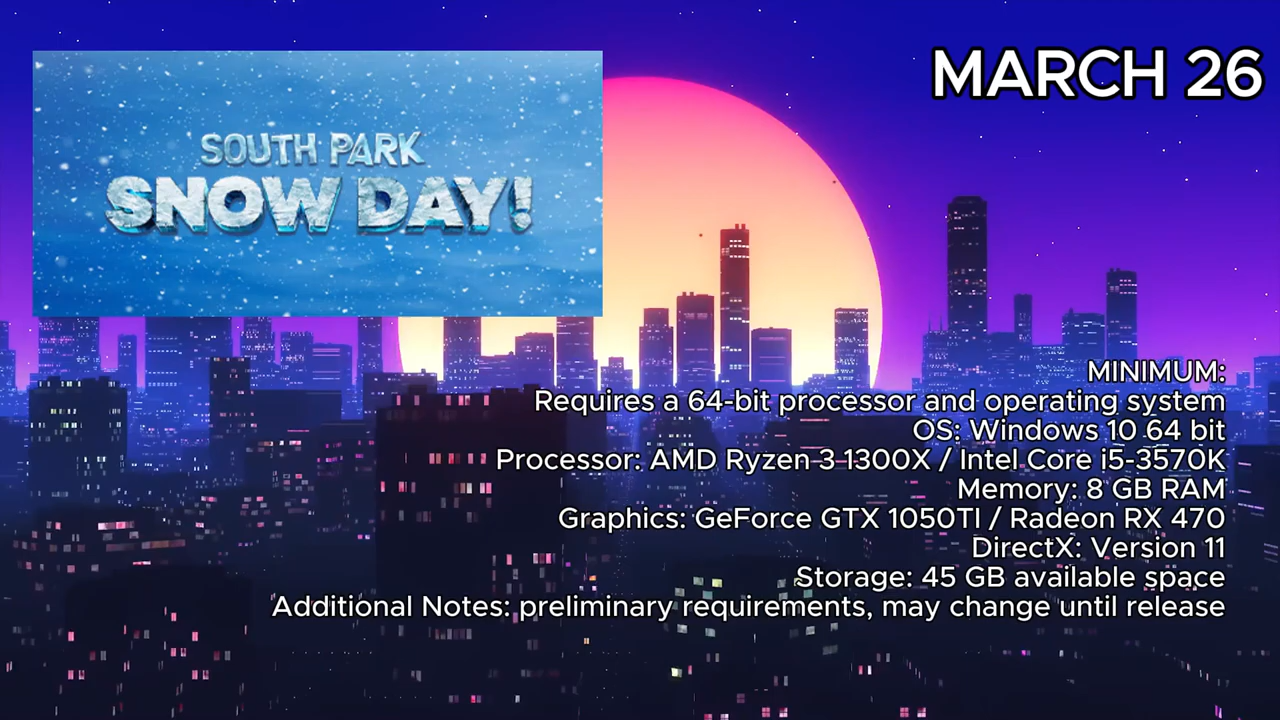 MARCH 26
SOUTH PARK
SNOW DAY!
MINIMUM:
Requires a 64-bit processor and operating system
OS: Windows 10 64 bit
Processor: AMD Ryzen 3 1300X / Intel Core i5-3570K
Memory: 8 GB RAM
Graphics: GeForce GTX 1050TI / Radeon RX 470
DirectX: Version 11
Storage: 45 GB available space
Additional Notes: preliminary requirements, may change until release